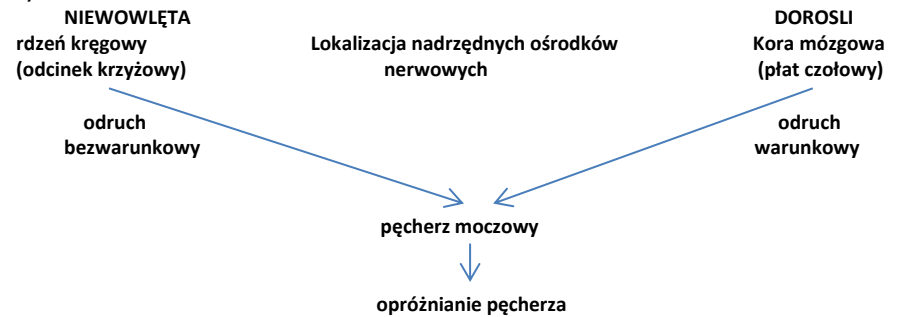 NIEWOWLĘTA
DOROSLI
rdzeń kręgowy
Lokalizacja nadrzędnych ośrodków
Kora mózgowa
(odcinek krzyżowy)
nerwowych
(płat czołowy)
odruch
bezwarunkowy
odruch
warunkowy
pęcherz moczowy
opróżnianie pęcherza